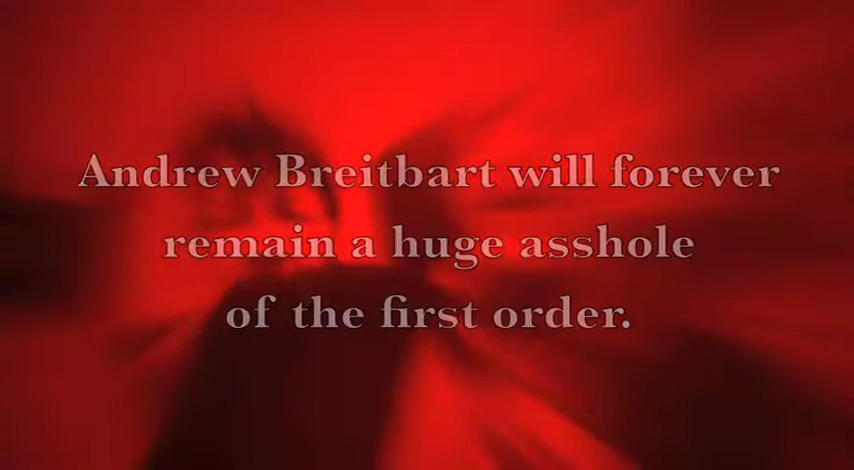 Andrew Breitbart will forever
remain a huge asshole
of the first order.